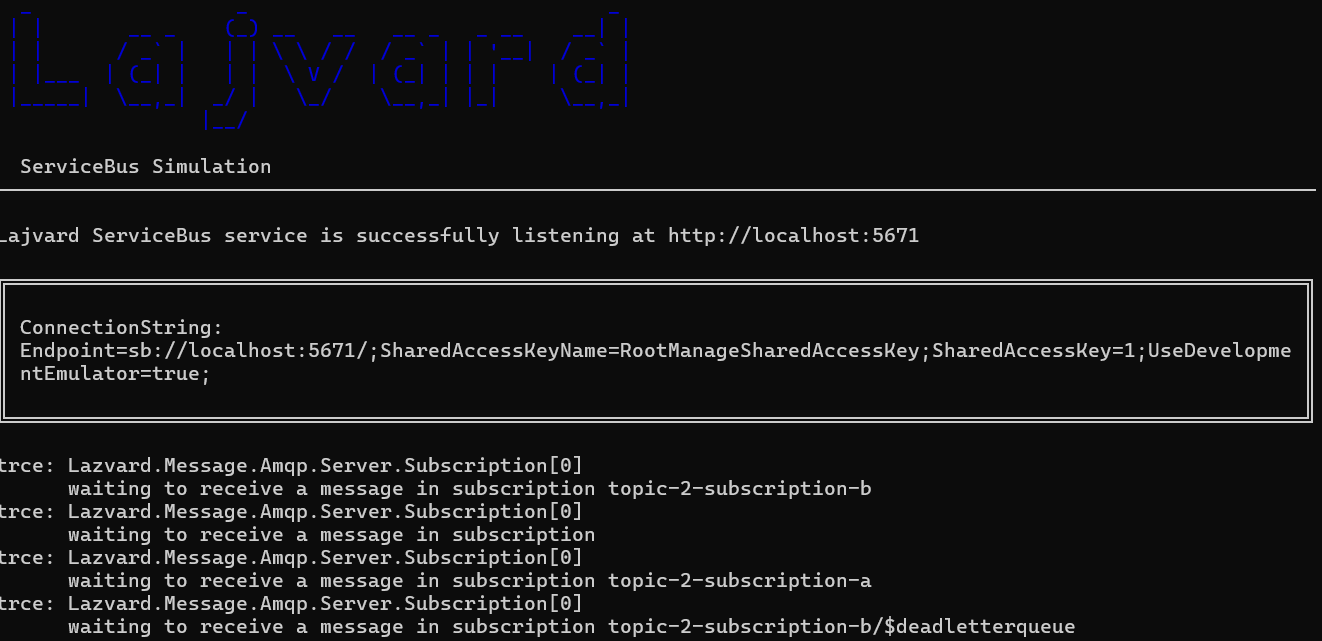 Lajvard
ServiceBus Simulation
Lajvard ServiceBus service is successfully listening at http://localhost:5671
ConnectionString:
Endpoint=sb://localhost:5671/;SharedAccessKeyName=RootManageSharedAccessKey;SharedAccessKey=1;UseDevelopme
ntEmulator=true;
trce: Lazvard.Message.Amqp.Server.Subscription[0]
waiting to receive a message in subscription topic-2-subscription-b
trce: Lazvard.Message.Amqp.Server.Subscription[0]
waiting to receive a message in subscription
trce: Lazvard.Message.Amqp.Server.Subscription[0]
waiting to receive a message in subscription topic-2-subscription-a
trce: Lazvard.Message.Amqp.Server.Subscription[0]
waiting to receive a message in subscription topic-2-subscription-b/$deadletterqueue